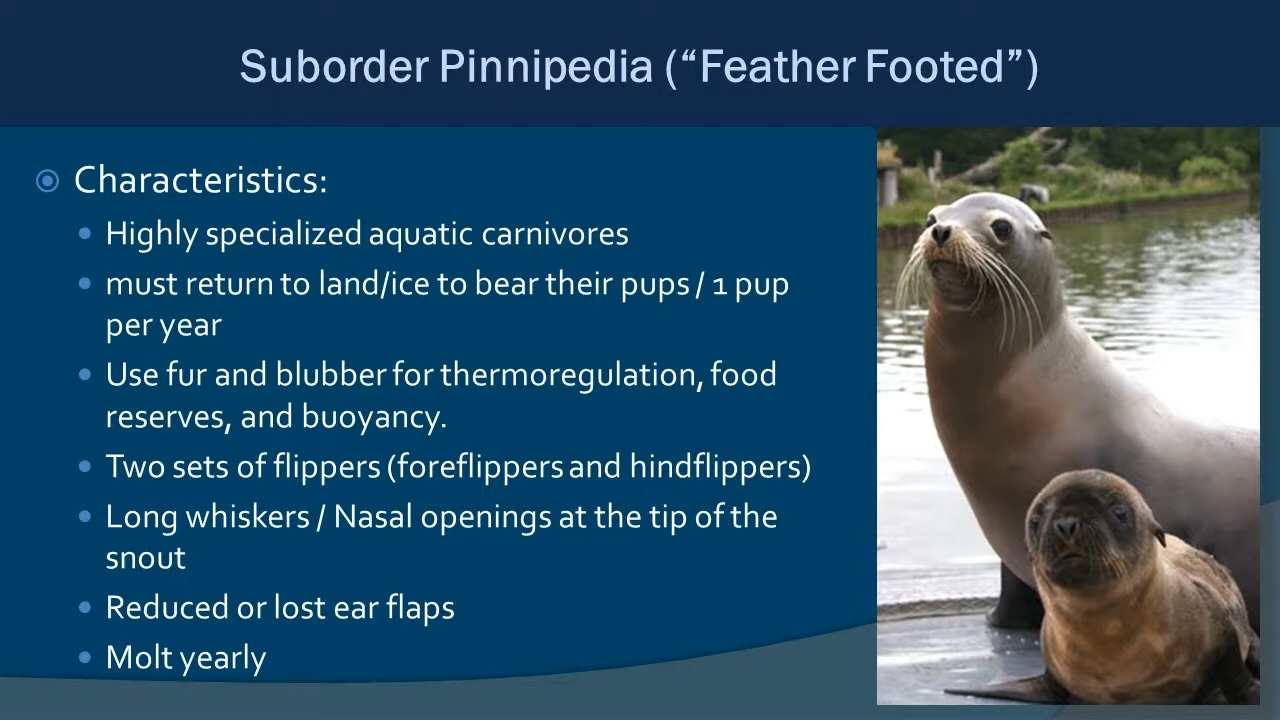 Suborder Pinnipedia (“Feather Footed”)
Characteristics:
Highly specialized aquatic carnivores
must return to land/ice to bear their pups / 1 pup
per year
Use fur and blubber for thermoregulation, food
reserves, and buoyancy.
Two sets of flippers (foreflippers and hindflippers)
Long whiskers / Nasal openings at the tip of the
snout
Reduced or lost ear flaps
Molt yearly